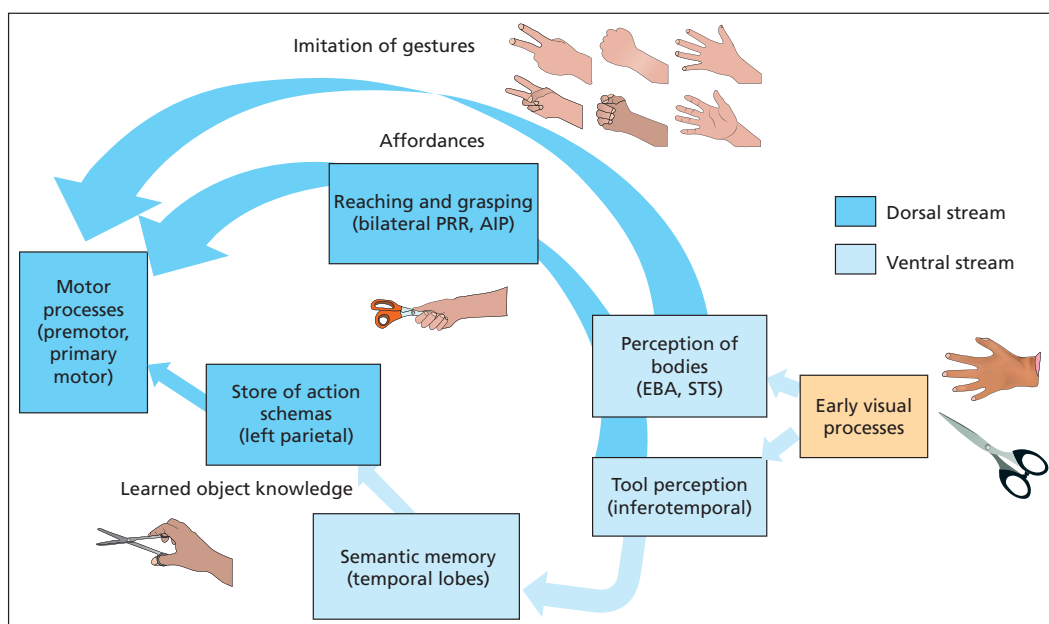 Imitation of gestures
Affordances
Reaching and grasping
(bilateral PRR, AIP)
Dorsal stream
Ventral stream
Motor
processes
(premotor,
primary
motor)
Perception of
bodies
(EBA, STS)
Store of action
schemas
(left parietal)
Early visual
processes
Learned object knowledge
Tool perception
(inferotemporal)
Semantic memory
(temporal lobes)